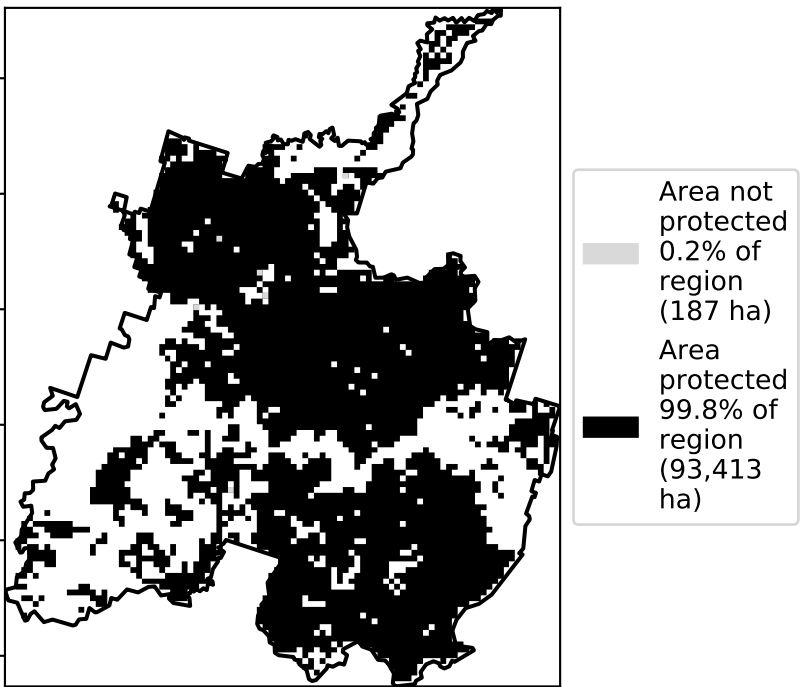 Area not
protected
0.2% of
region
(187 ha)
Area
protected
99.8% of
region
(93,413
ha)